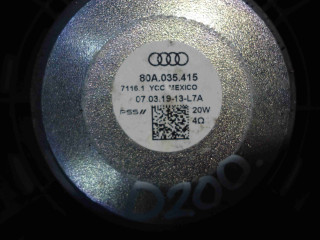 80A.035.415
7116.1 YCC MEXICO
07.03.19-13-L7A
20W
4Ω
D200.